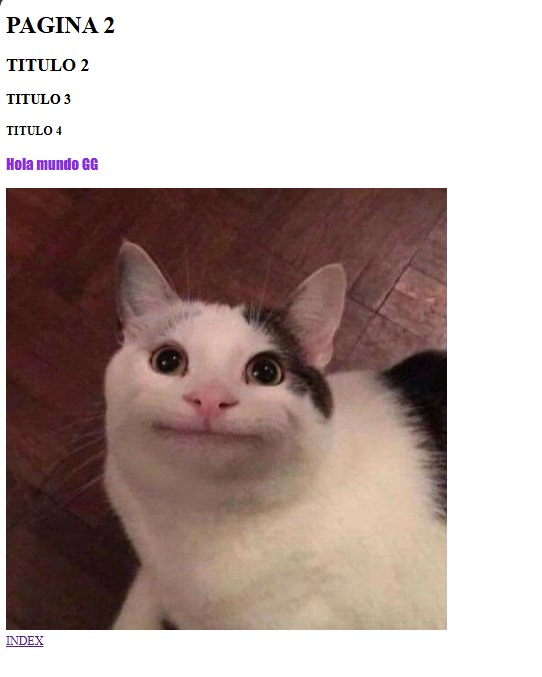 PAGINA 2
TITULO 2
TITULO 3
TITULO 4
Hola mundo GG
INDEX